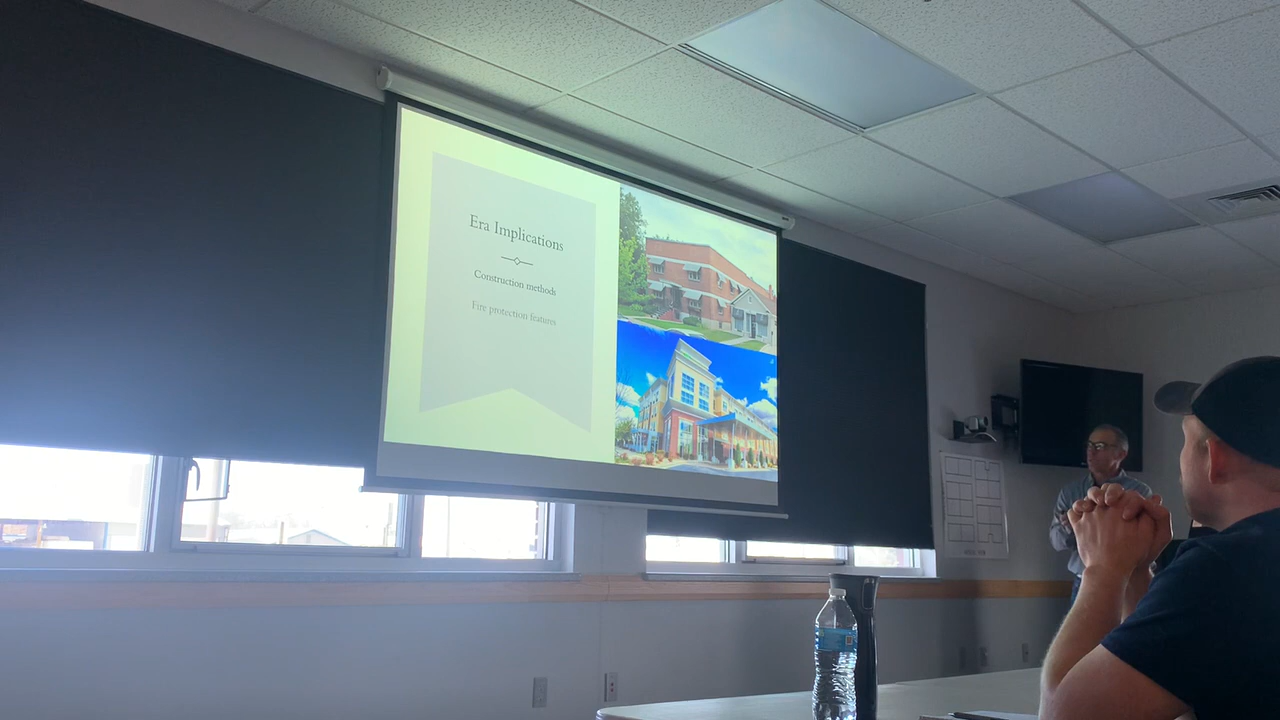 Era Implications
Construction methods
Fire protection features